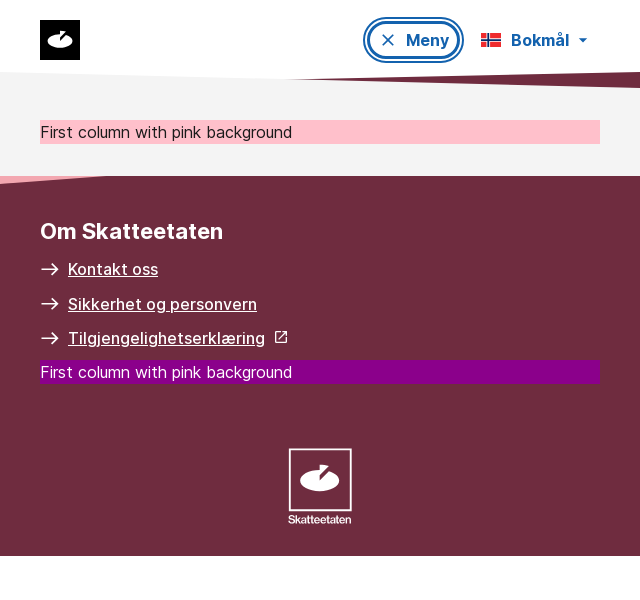 Meny
Bokmål
First column with pink background
Om Skatteetaten
Kontakt oss
Sikkerhet og personvern
Tilgjengelighetserklæring
First column with pink background
Skatteetaten